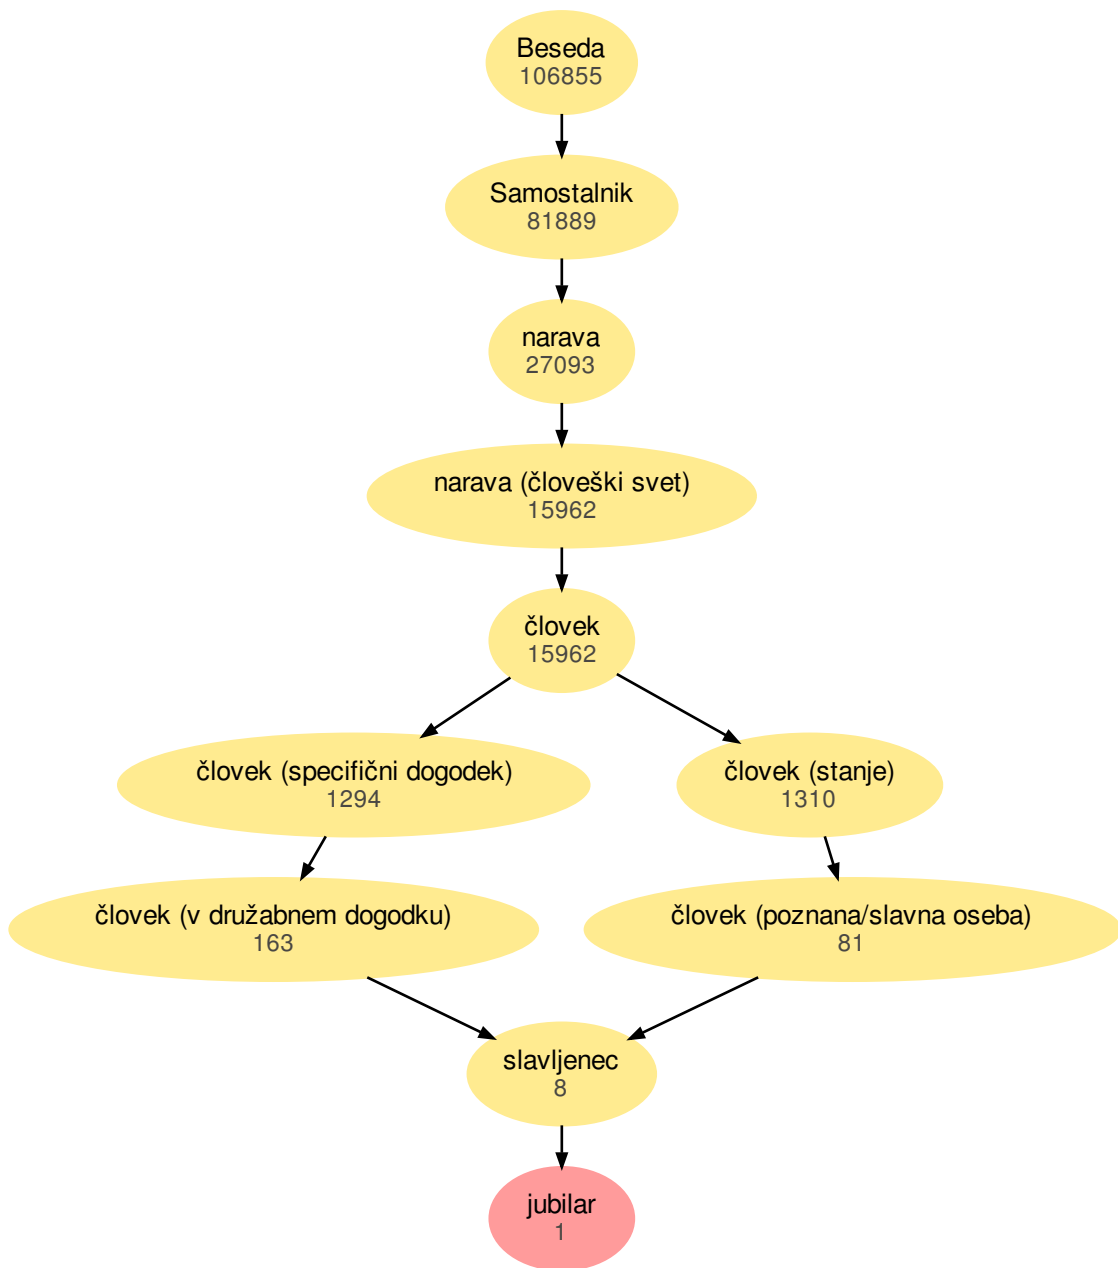 Beseda
106855
Samostalnik
81889
narava
27093
narava (človeški svet)
15962
človek
15962
človek (specifični dogodek)
1294
človek (stanje)
1310
človek (v družabnem dogodku)
163
človek (poznana/slavna oseba)
81
slavljenec
8
jubilar
1